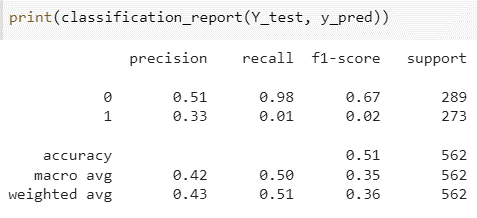 print(classification_report(Y_test, y_pred))
precision recall f1-score support
0 0.51 0.98 0.67 289
1 0.33 0.01 0.02 273
accuracy 0.51 562
macro avg 0.42 0.50 0.35 562
weighted avg 0.43 0.51 0.36 562